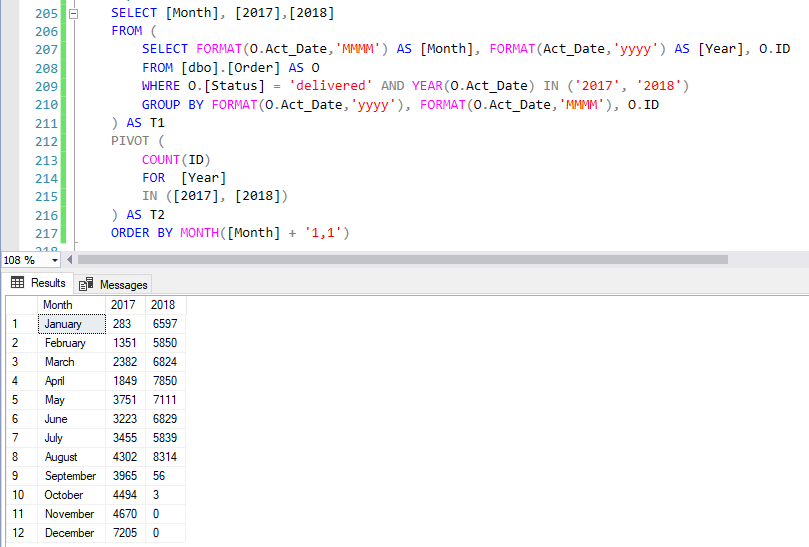 205 SELECT [Month], [2017],[2018]
206 FROM (
207 SELECT FORMAT(O.Act_Date,'MMMM') AS [Month], FORMAT(Act_Date,'yyyy') AS [Year], O.ID
208 FROM [dbo].[Order] AS O
209 WHERE O.[Status] = 'delivered' AND YEAR(O.Act_Date) IN ('2017', '2018')
210 GROUP BY FORMAT(O.Act_Date,'yyyy'), FORMAT(O.Act_Date,'MMMM'), O.ID
211 ) AS T1
212 PIVOT (
213 COUNT(ID)
214 FOR [Year]
215 IN ([2017], [2018])
216 ) AS T2
217 ORDER BY MONTH([Month] + '1,1')
218
108 %
Results Messages
Month 2017 2018
1 January 283 6597
2 February 1351 5850
3 March 2382 6824
4 April 1849 7850
5 May 3751 7111
6 June 3223 6829
7 July 3455 5839
8 August 4302 8314
9 September 3965 56
10 October 4494 3
11 November 4670 0
12 December 7205 0